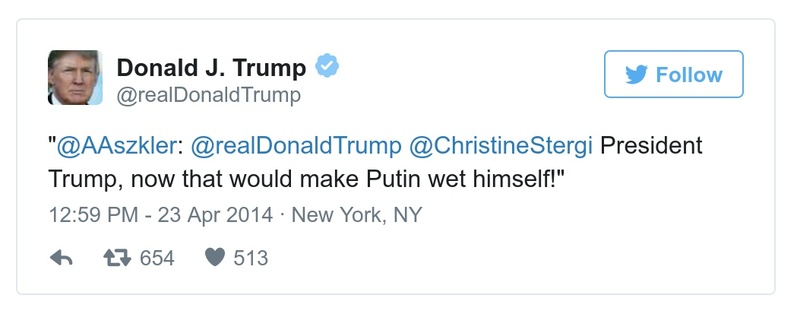 Donald J. Trump
@realDonaldTrump
Follow
"@AAszkler: @realDonaldTrump @ChristineStergi President
Trump, now that would make Putin wet himself!"
12:59 PM - 23 Apr 2014 · New York, NY
654 513